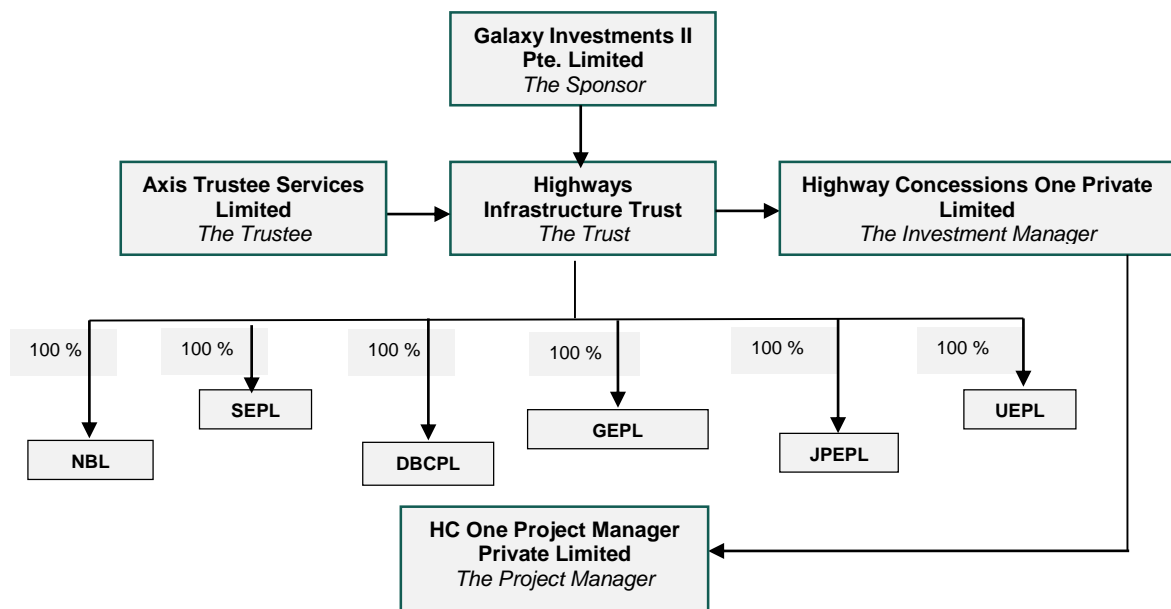 Galaxy Investments II
Pte. Limited
The Sponsor
Axis Trustee Services
Limited
The Trustee
Highways
Infrastructure Trust
The Trust
Highway Concessions One Private
Limited
The Investment Manager
100 %
100 %
100 %
100 %
100 %
100 %
NBL
SEPL
DBCPL
GEPL
JPEPL
UEPL
HC One Project Manager
Private Limited
The Project Manager